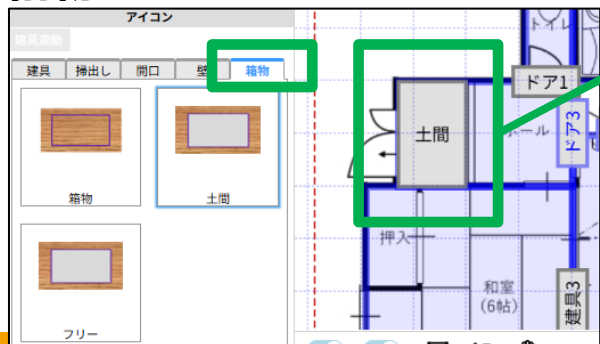 アイコン
建具連動
建具
掃出し
開口
壁
箱物
箱物
土間
フリー
トイレ
ドア1
土間
ホール
ドア3
押入
和室
(6帖)
建具3